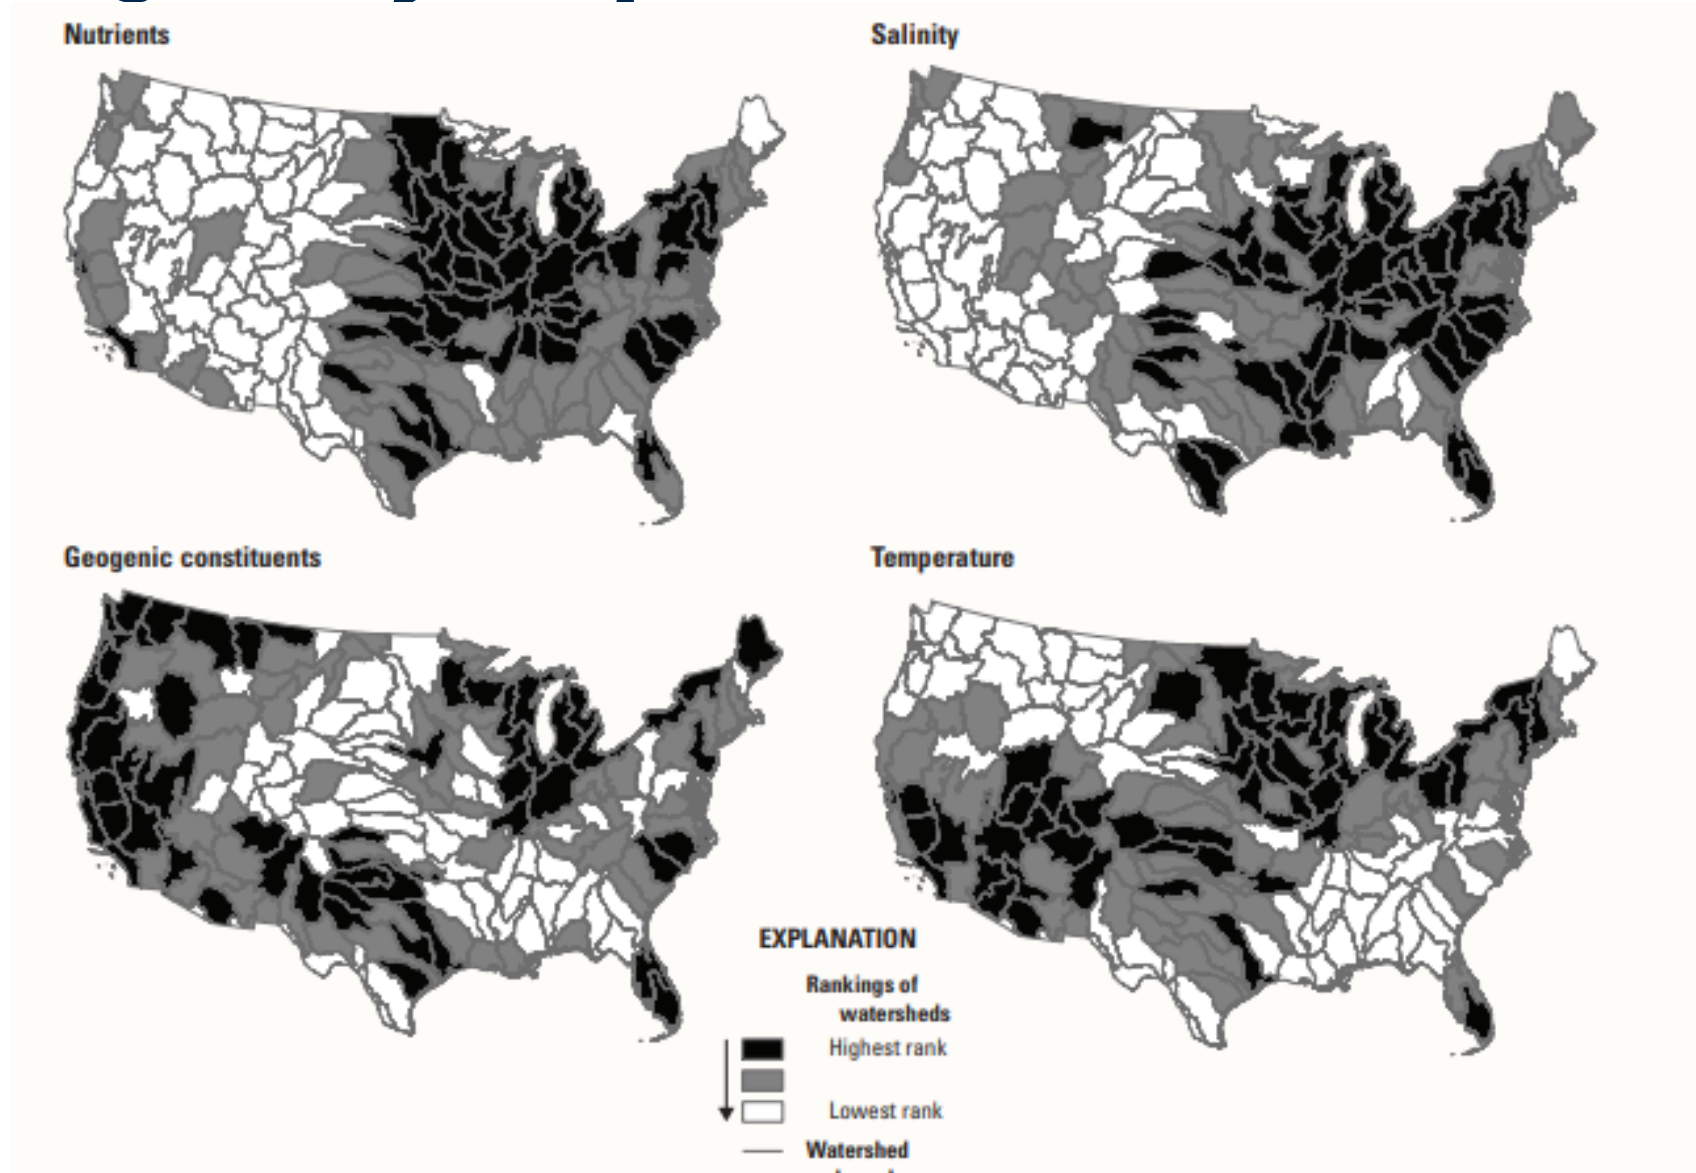 Nutrients
Salinity
Geogenic constituents
Temperature
EXPLANATION
Rankings of
watersheds
Highest rank
Lowest rank
Watershed